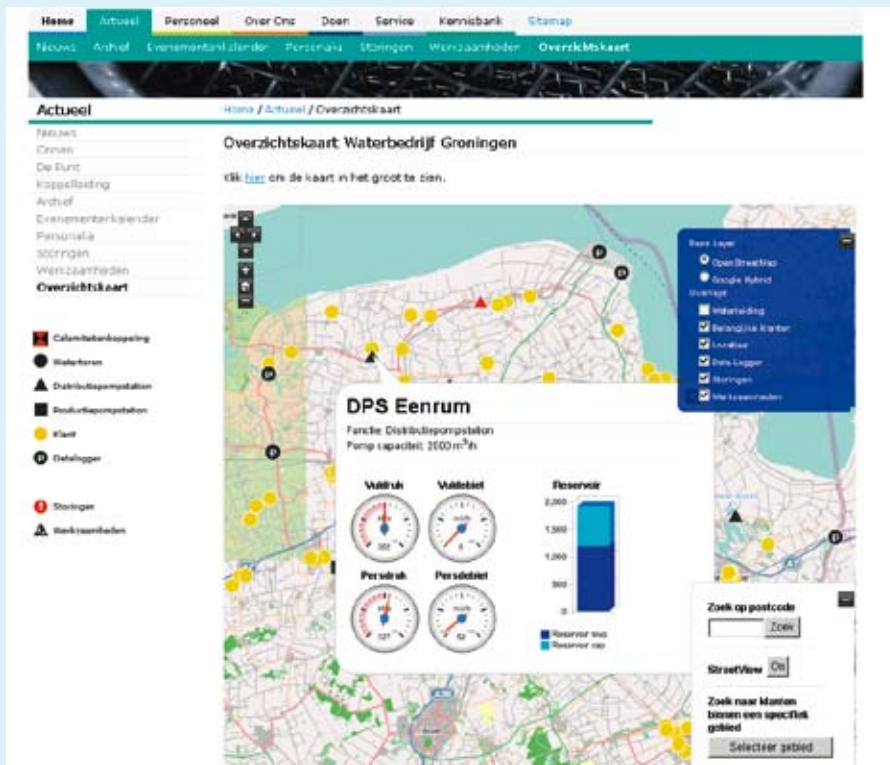 Home Actueel Personeel Over Ons Doen Service Kennisbank Sitemap
Nieuws Archief Evenementenkalender Personalia Storingen Werkzaamheden Overzichtskaart
Actueel
Home / Actueel / Overzichtskaart
Nieuws
Onnen
De Punt
Koppelleiding
Archief
Evenementenkalender
Personalia
Storingen
Werkzaamheden
Overzichtskaart
Overzichtskaart Waterbedrijf Groningen
Klik hier om de kaart in het groot te zien.
Calamiteitenkoppeling
Watertoren
Distributiepompstation
Productiepompstation
Klant
Datalogger
Storingen
Werkzaamheden
Base Layer
OpenStreetMap
Google Hybrid
Overlays
Waterleiding
Belangrijke klanten
Locaties
Data Logger
Storingen
Werkzaamheden
DPS Eenrum
Functie: Distributiepompstation
Pomp capaciteit: 2000 m³/h
Vuldruk Vuldebiet Reservoir
Persdruk Persdebiet
2,000
1,500
1,000
500
0
Reservoir nivo
Reservoir cap
Zoek op postcode
Zoek
StreetView On
Zoek naar klanten
binnen een specifiek
gebied
Selecteer gebied